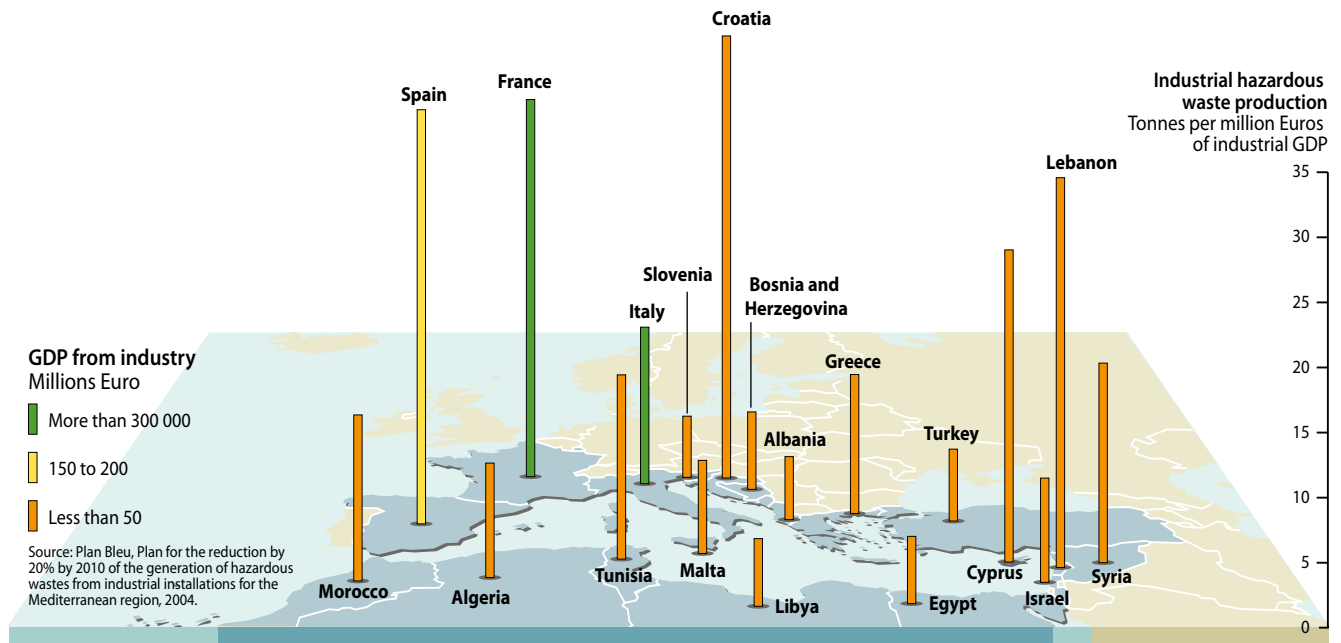 Croatia
France
Spain
Industrial hazardous
waste production
Tonnes per million Euros
of industrial GDP
Lebanon
35
30
25
20
15
10
5
0
Slovenia
Bosnia and
Herzegovina
Italy
Greece
Albania
Turkey
GDP from industry
Millions Euro
More than 300 000
150 to 200
Less than 50
Source: Plan Bleu, Plan for the reduction by
20% by 2010 of the generation of hazardous
wastes from industrial installations for the
Mediterranean region, 2004.
Morocco
Algeria
Tunisia
Malta
Libya
Egypt
Cyprus
Israel
Syria